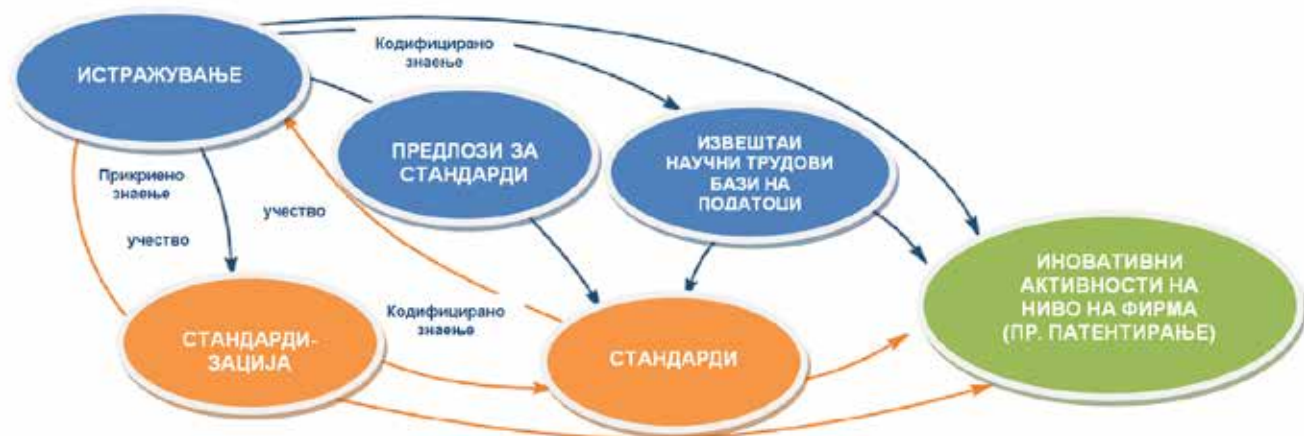 Кодифицирано
знаење
ИСТРАЖУВАЊЕ
ПРЕДЛОЗИ ЗА
СТАНДАРДИ
ИЗВЕШТАИ
НАУЧНИ ТРУДОВИ
БАЗИ НА
ПОДАТОЦИ
Прикриено
знаење
учество
учество
ИНОВАТИВНИ
АКТИВНОСТИ НА
НИВО НА ФИРМА
(ПР. ПАТЕНТИРАЊЕ)
Кодифицирано
знаење
СТАНДАРДИ-
ЗАЦИЈА
СТАНДАРДИ